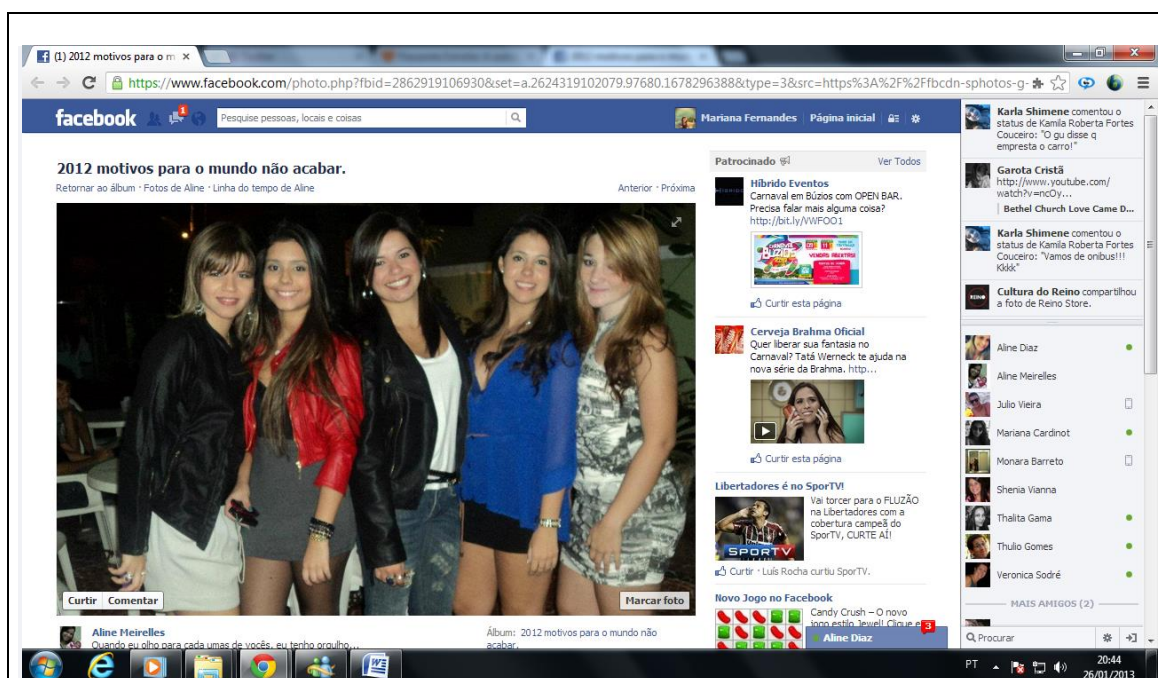 (1) 2012 motivos para o m
https://www.facebook.com/photo.php?fbid=2862919106930&set=a.2624319102079.97680.1678296388&type=3&src=https%3A%2F%2Ffbcdn-sphotos-g-
facebook
1
Pesquise pessoas, locais e coisas
Mariana Fernandes
Página inicial
2012 motivos para o mundo não acabar.
Retornar ao álbum · Fotos de Aline · Linha do tempo de Aline
Anterior · Próxima
Curtir Comentar
Marcar foto
Aline Meirelles
Quando eu olho para cada umas de vocês, eu tenho orgulho...
Álbum: 2012 motivos para o mundo não
acabar.
Patrocinado
Ver Todos
Híbrido Eventos
Carnaval em Búzios com OPEN BAR.
Precisa falar mais alguma coisa?
http://bit.ly/VWFOO1
Curtir esta página
Cerveja Brahma Oficial
Quer liberar sua fantasia no
Carnaval? Tatá Werneck te ajuda na
nova série da Brahma. http...
Curtir esta página
Libertadores é no SporTV!
Vai torcer para o FLUZÃO
na Libertadores com a
cobertura campeã do
SporTV, CURTE AÍ!
SPORTV
Curtir · Luís Rocha curtiu SporTV.
Novo Jogo no Facebook
Candy Crush – O novo
jogo estilo Jewel! Clique e
Aline Diaz
3
Karla Shimene comentou o
status de Kamila Roberta Fortes
Couceiro: "O gu disse q
empresta o carro!"
Garota Cristã
http://www.youtube.com/
watch?v=ncOy...
Bethel Church Love Came D...
Karla Shimene comentou o
status de Kamila Roberta Fortes
Couceiro: "Vamos de onibus!!!
Kkkk"
Cultura do Reino compartilhou
a foto de Reino Store.
Aline Diaz
Aline Meirelles
Julio Vieira
Mariana Cardinot
Monara Barreto
Shenia Vianna
Thalita Gama
Thulio Gomes
Veronica Sodré
MAIS AMIGOS (2)
Procurar
PT
20:44
26/01/2013